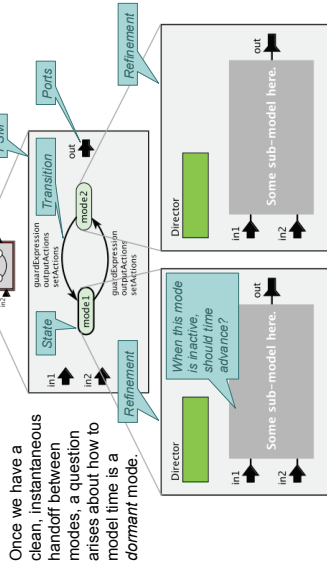 Once we have a
clean, instantaneous
handoff between
modes, a question
arises about how to
model time is a
dormant mode.
in2
FSM
State
Transition
Ports
in1
in2
out
guardExpression
outputActions
setActions
mode1
mode2
guardExpression
outputActions
setActions
Refinement
Refinement
Director
When this mode
is inactive,
should time
advance?
in1
in2
Some sub-model here.
out
Director
in1
in2
Some sub-model here.
out